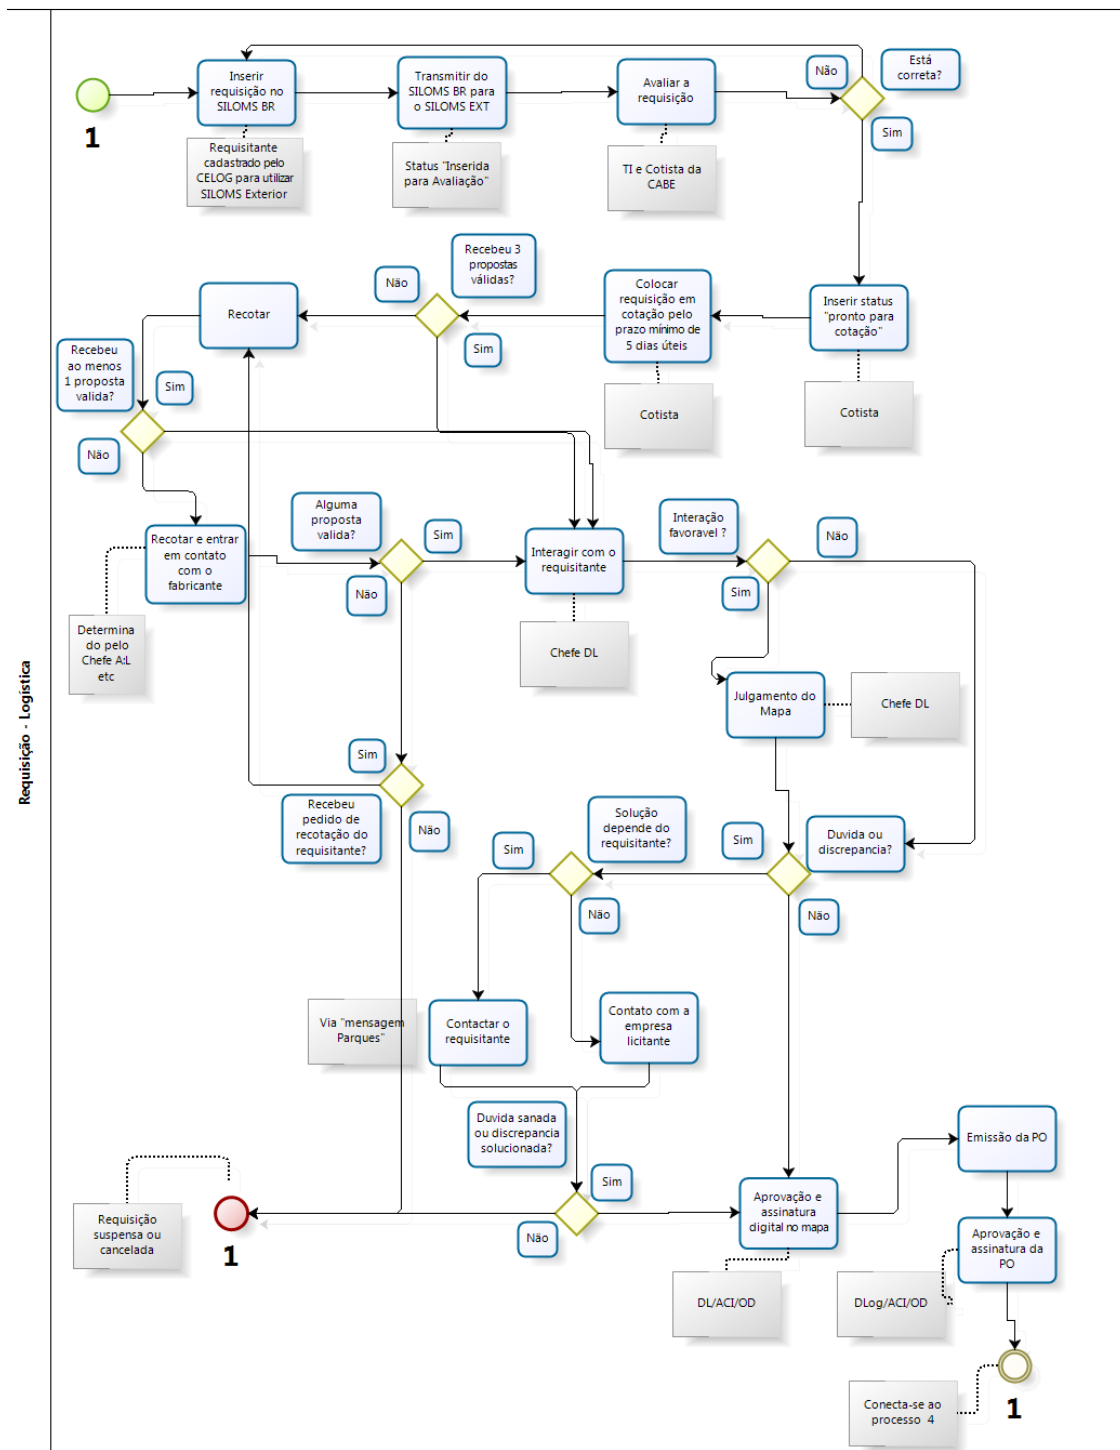 Requisição - Logística
1
Inserir
requisição no
SILOMS BR
Transmitir do
SILOMS BR para
o SILOMS EXT
Avaliar a
requisição
Não
Está
correta?
Sim
Requisitante
cadastrado pelo
CELOG para utilizar
SILOMS Exterior
Status "Inserida
para Avaliação"
TI e Cotista da
CABE
Recotar
Não
Recebeu 3
propostas
válidas?
Sim
Colocar
requisição em
cotação pelo
prazo mínimo de
5 dias úteis
Inserir status
"pronto para
cotação"
Cotista
Cotista
Recebeu
ao menos
1 proposta
valida?
Sim
Não
Recotar e entrar
em contato
com o
fabricante
Alguma
proposta
valida?
Sim
Não
Interagir com o
requisitante
Interação
favoravel ?
Não
Sim
Determina
do pelo
Chefe A:L
etc
Chefe DL
Julgamento do
Mapa
Chefe DL
Sim
Recebeu
pedido de
recotação do
requisitante?
Não
Sim
Solução
depende do
requisitante?
Sim
Duvida ou
discrepancia?
Não
Não
Via "mensagem
Parques"
Contactar o
requisitante
Contato com a
empresa
licitante
Duvida sanada
ou discrepancia
solucionada?
Sim
Não
Requisição
suspensa ou
cancelada
1
Aprovação e
assinatura
digital no mapa
Emissão da PO
Aprovação e
assinatura da
PO
DL/ACI/OD
DLog/ACI/OD
Conecta-se ao
processo 4
1